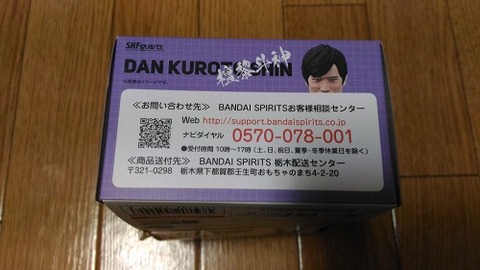 S.H.Figuarts
DAN KUROTO SHIN
檀黎斗神
≪お問い合わせ先≫ BANDAI SPIRITSお客様相談センター
Web http://support.bandaispirits.co.jp
ナビダイヤル 0570-078-001
●受付時間 10時〜17時(土、日、祝日、夏季・冬季休業日を除く)
≪商品送付先≫ BANDAI SPIRITS 栃木配送センター
〒321-0298 栃木県下都賀郡壬生町おもちゃのまち4-2-20